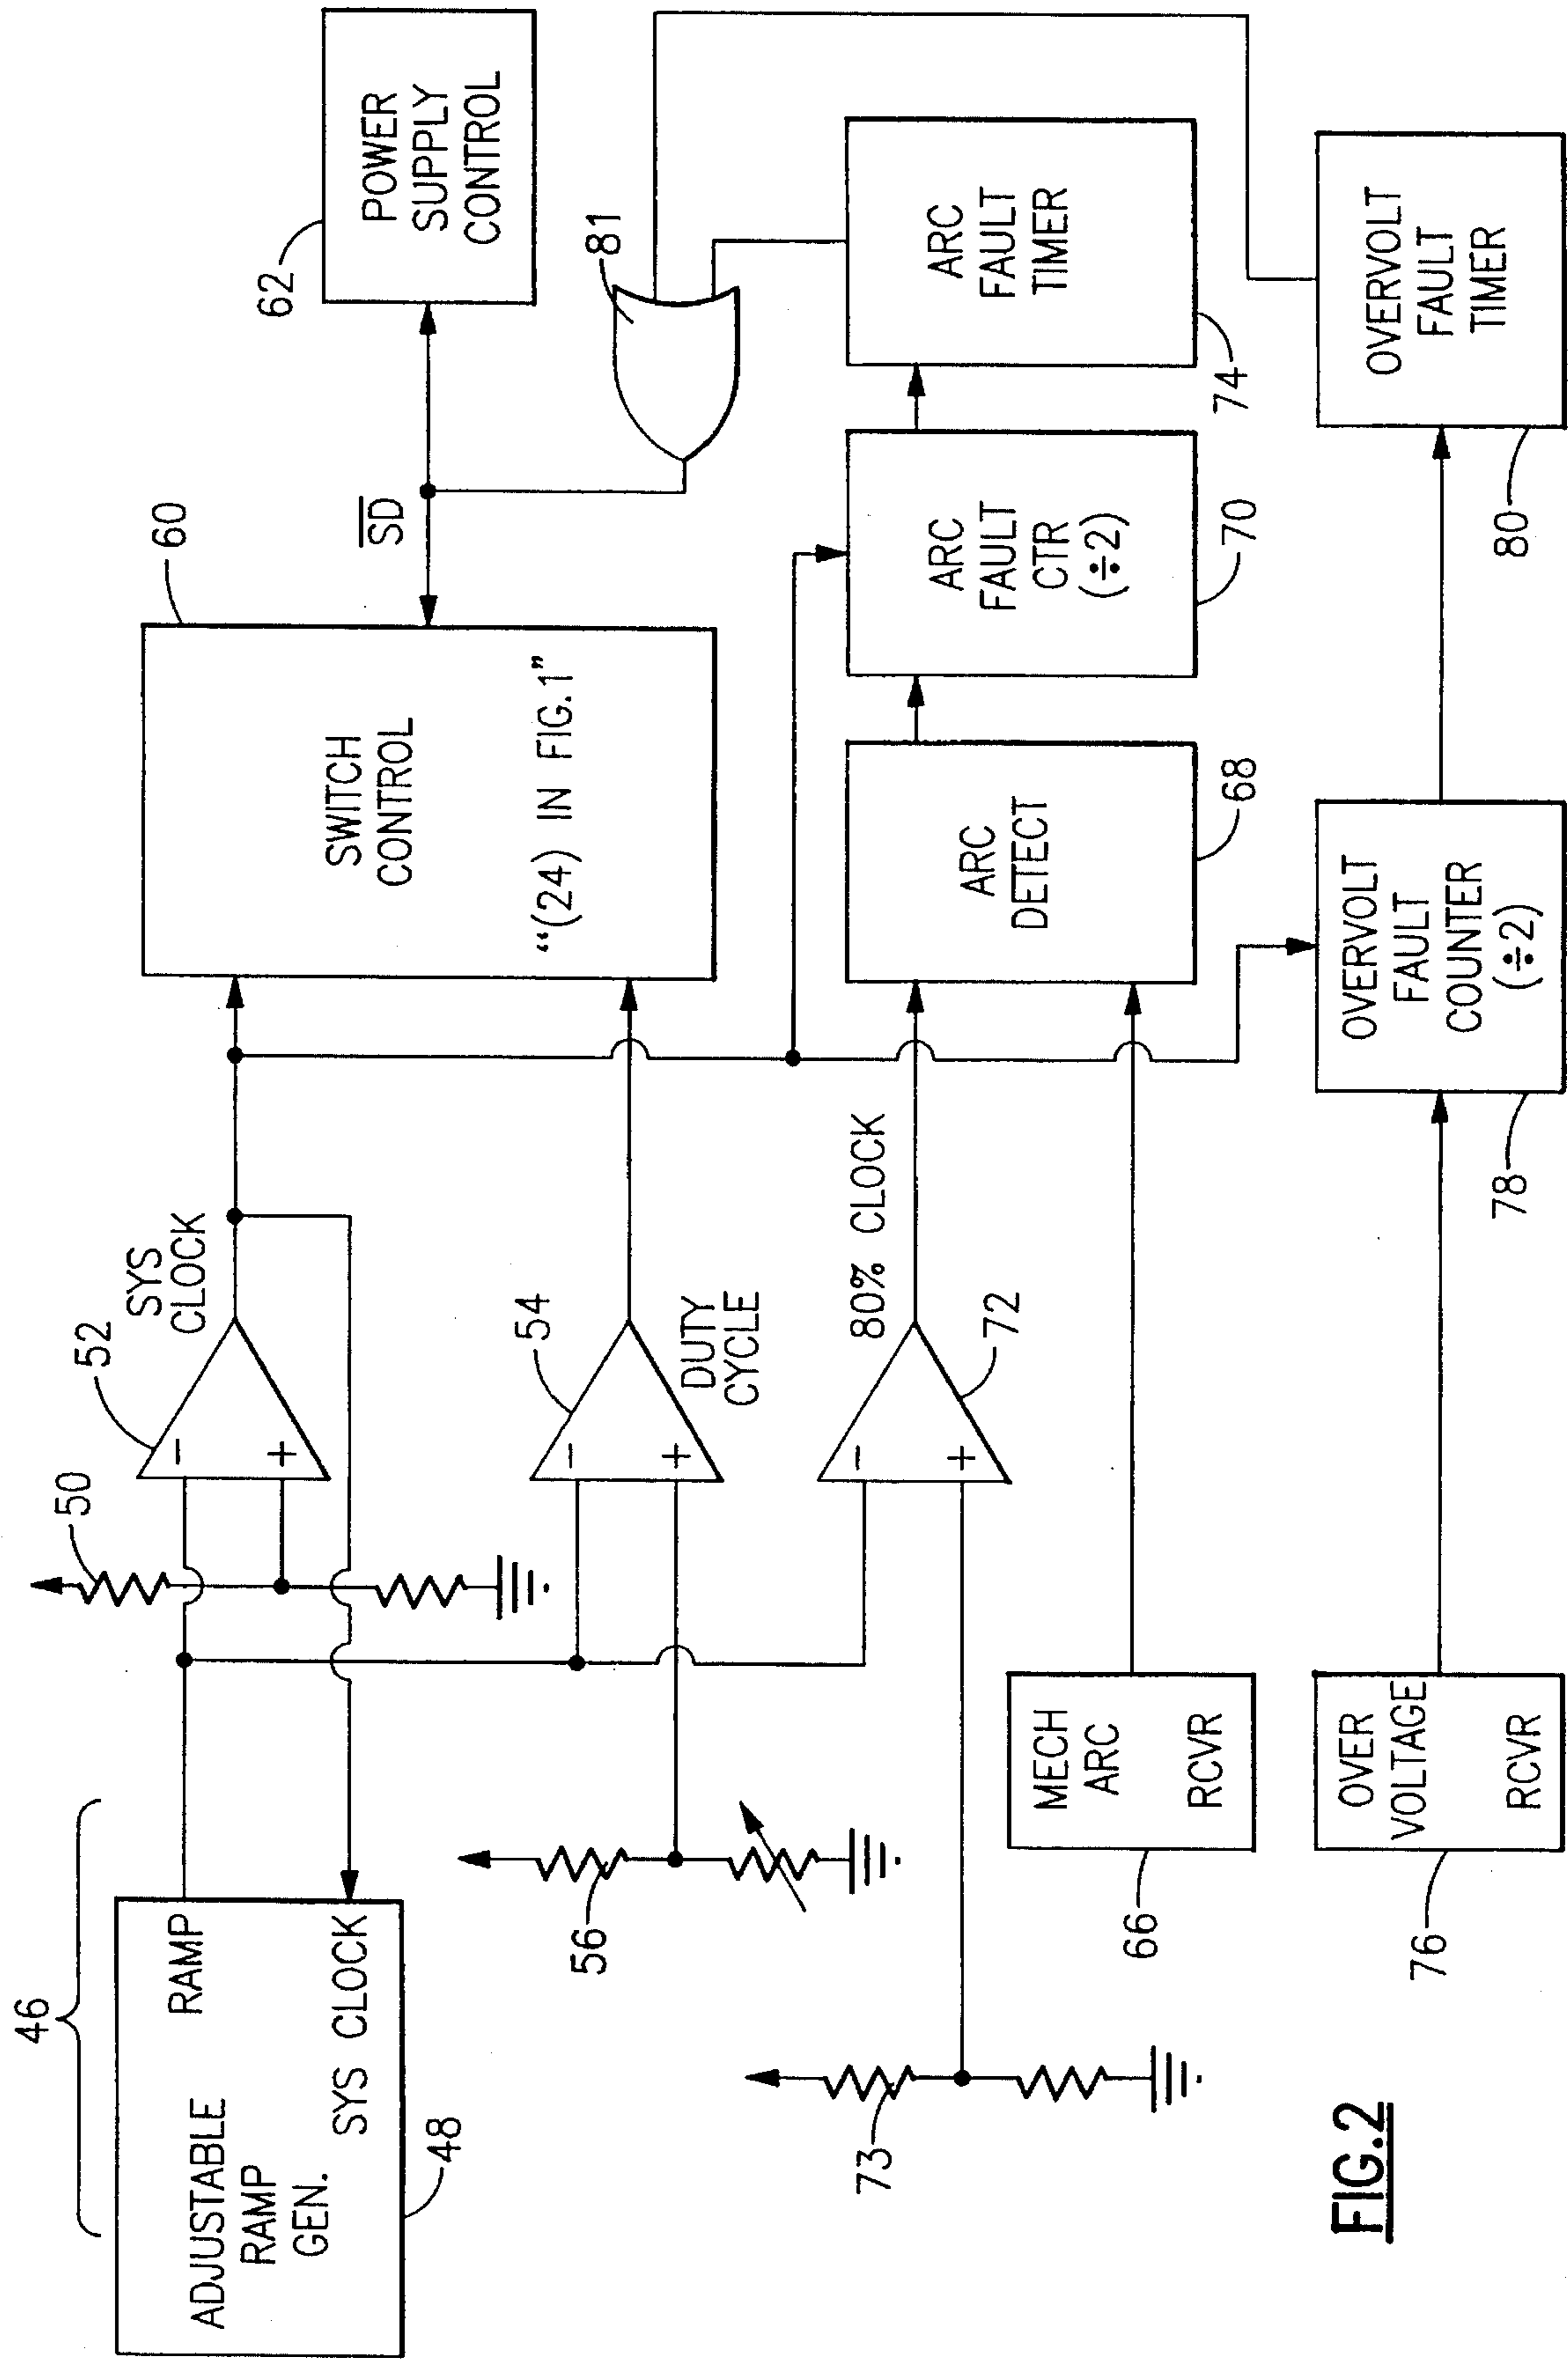 46
ADJUSTABLE
RAMP
GEN.
RAMP
SYS CLOCK
48
50
52
SYS
CLOCK
−
+
60
SWITCH
CONTROL
“(24) IN FIG.1”
SD
62
POWER
SUPPLY
CONTROL
56
54
DUTY
CYCLE
−
+
81
73
72
80% CLOCK
−
+
ARC
DETECT
68
ARC
FAULT
CTR
(÷2)
70
ARC
FAULT
TIMER
74
MECH
ARC
RCVR
66
OVER
VOLTAGE
RCVR
76
OVERVOLT
FAULT
COUNTER
(÷2)
78
OVERVOLT
FAULT
TIMER
80
FIG.2